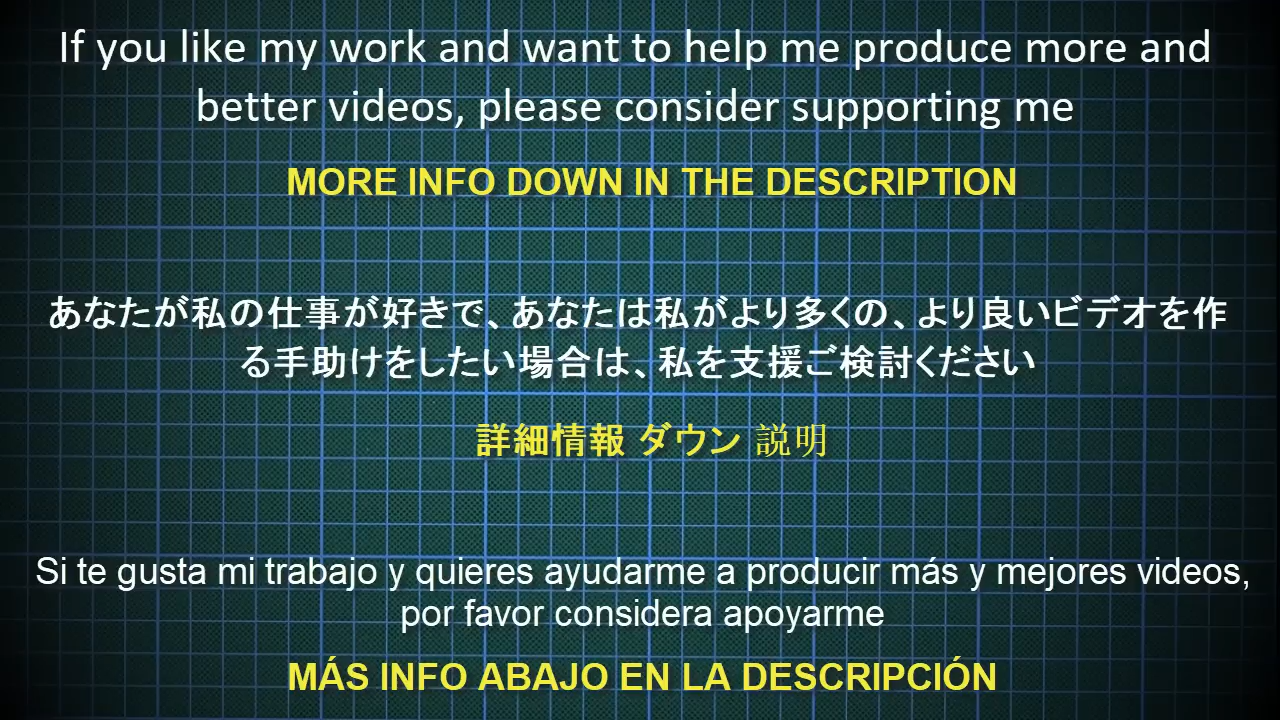 If you like my work and want to help me produce more and
better videos, please consider supporting me
MORE INFO DOWN IN THE DESCRIPTION
あなたが私の仕事が好きで、あなたは私がより多くの、より良いビデオを作
る手助けをしたい場合は、私を支援ご検討ください
詳細情報 ダウン 説明
Si te gusta mi trabajo y quieres ayudarme a producir más y mejores videos,
por favor considera apoyarme
MÁS INFO ABAJO EN LA DESCRIPCIÓN